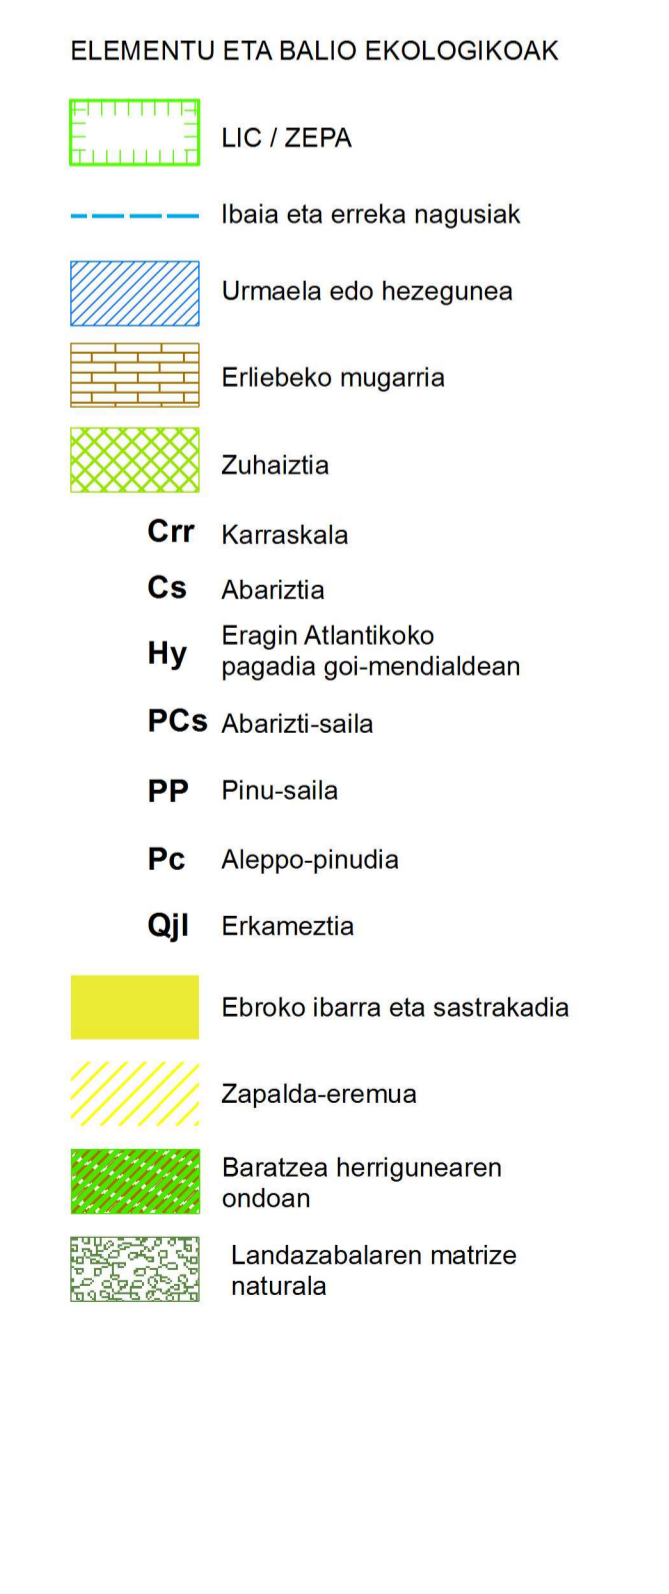 ELEMENTU ETA BALIO EKOLOGIKOAK
LIC / ZEPA
Ibaia eta erreka nagusiak
Urmaela edo hezegunea
Erliebeko mugarria
Zuhaiztia
Crr Karraskala
Cs Abariztia
Hy Eragin Atlantikoko
pagadia goi-mendialdean
PCs Abarizti-saila
PP Pinu-saila
Pc Aleppo-pinudia
Qjl Erkameztia
Ebroko ibarra eta sastrakadia
Zapalda-eremua
Baratzea herrigunearen
ondoan
Landazabalaren matrize
naturala